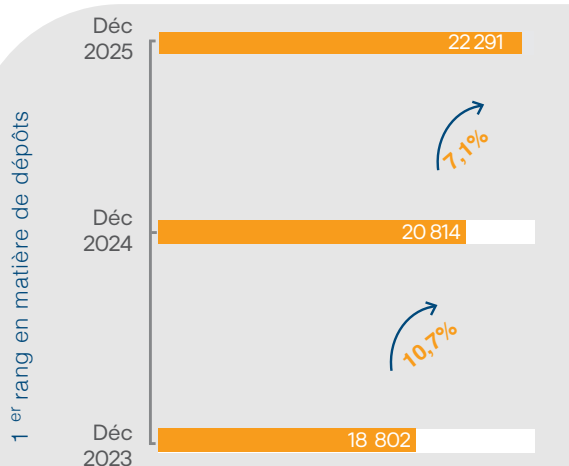 1 er rang en matière de dépôts
Déc
2025
22 291
7,1%
Déc
2024
20 814
10,7%
Déc
2023
18 802